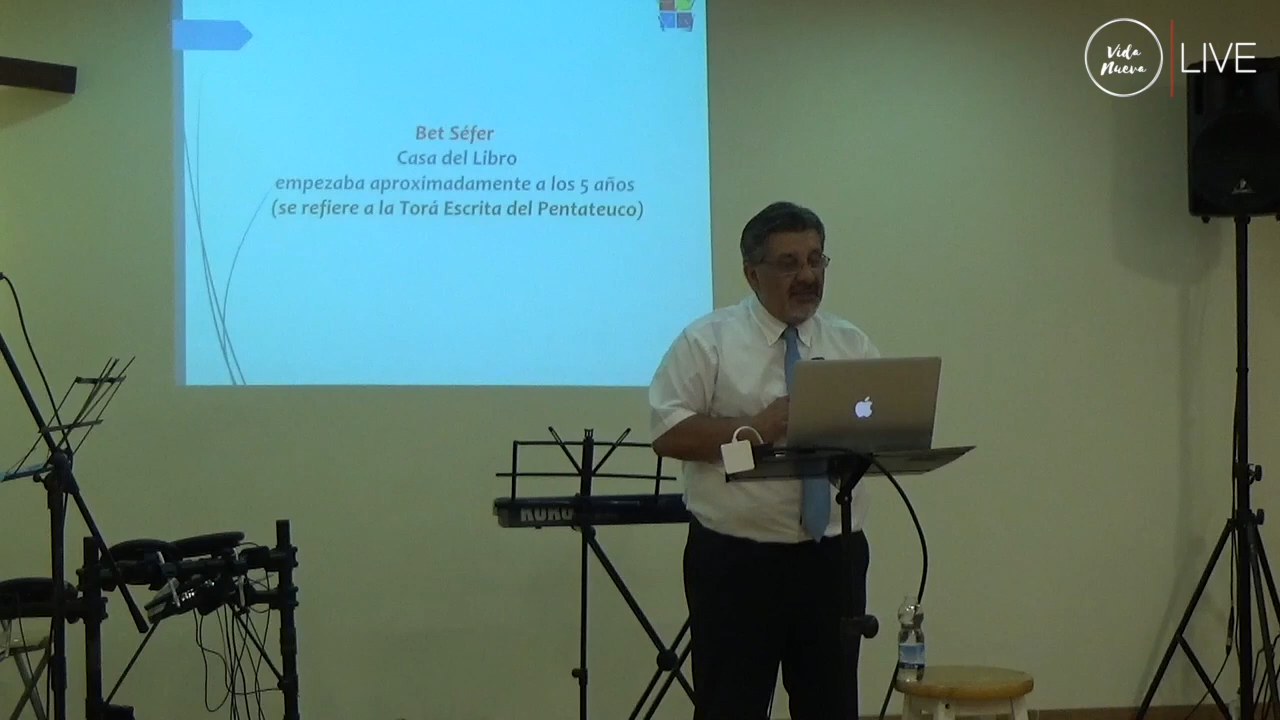 Bet Séfer
Casa del Libro
empezaba aproximadamente a los 5 años
(se refiere a la Torá Escrita del Pentateuco)
Vida
Nueva
LIVE
KORG